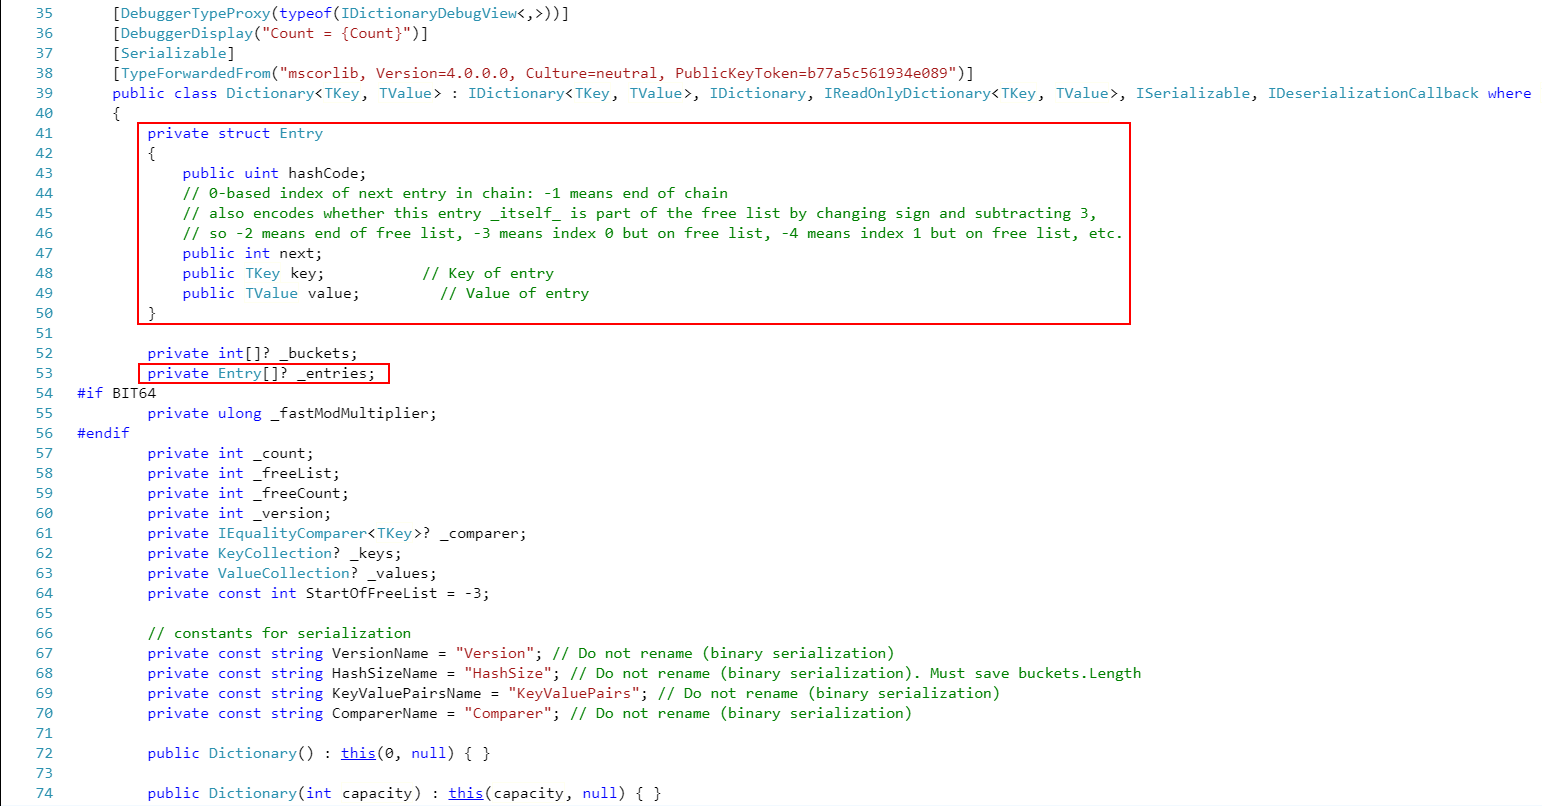 35 [DebuggerTypeProxy(typeof(IDictionaryDebugView<,>))]
36 [DebuggerDisplay("Count = {Count}")]
37 [Serializable]
38 [TypeForwardedFrom("mscorlib, Version=4.0.0.0, Culture=neutral, PublicKeyToken=b77a5c561934e089")]
39 public class Dictionary<TKey, TValue> : IDictionary<TKey, TValue>, IDictionary, IReadOnlyDictionary<TKey, TValue>, ISerializable, IDeserializationCallback where
40 {
41 private struct Entry
42 {
43 public uint hashCode;
44 // 0-based index of next entry in chain: -1 means end of chain
45 // also encodes whether this entry _itself_ is part of the free list by changing sign and subtracting 3,
46 // so -2 means end of free list, -3 means index 0 but on free list, -4 means index 1 but on free list, etc.
47 public int next;
48 public TKey key; // Key of entry
49 public TValue value; // Value of entry
50 }
51
52 private int[]? _buckets;
53 private Entry[]? _entries;
54 #if BIT64
55 private ulong _fastModMultiplier;
56 #endif
57 private int _count;
58 private int _freeList;
59 private int _freeCount;
60 private int _version;
61 private IEqualityComparer<TKey>? _comparer;
62 private KeyCollection? _keys;
63 private ValueCollection? _values;
64 private const int StartOfFreeList = -3;
65
66 // constants for serialization
67 private const string VersionName = "Version"; // Do not rename (binary serialization)
68 private const string HashSizeName = "HashSize"; // Do not rename (binary serialization). Must save buckets.Length
69 private const string KeyValuePairsName = "KeyValuePairs"; // Do not rename (binary serialization)
70 private const string ComparerName = "Comparer"; // Do not rename (binary serialization)
71
72 public Dictionary() : this(0, null) { }
73
74 public Dictionary(int capacity) : this(capacity, null) { }